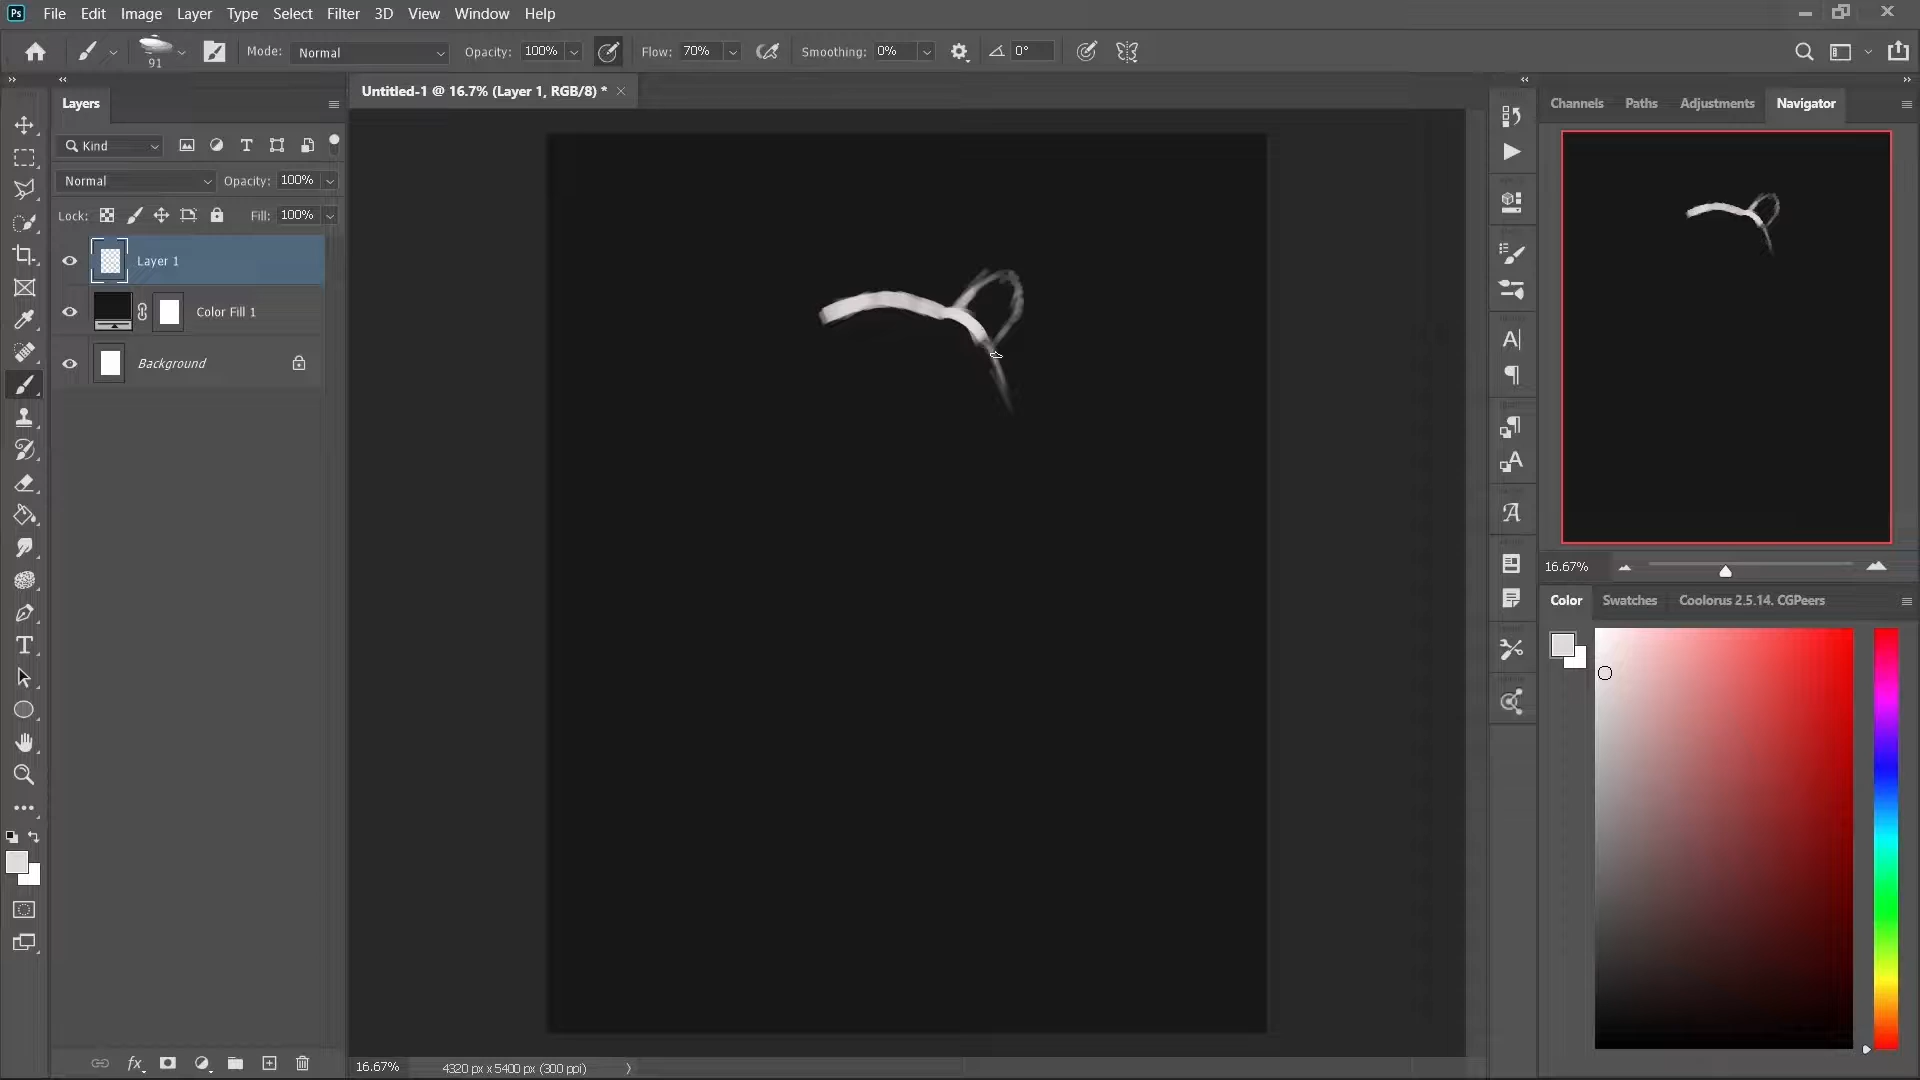 Ps File Edit Image Layer Type Select Filter 3D View Window Help
91 Mode: Normal Opacity: 100% Flow: 70% Smoothing: 0% 0°
Layers
Untitled-1 @ 16.7% (Layer 1, RGB/8) *
Channels Paths Adjustments Navigator
Kind
Normal Opacity: 100%
Lock: Fill: 100%
Layer 1
Color Fill 1
Background
16.67%
Color Swatches Coolorus 2.5.14. CGPeers
fx
16.67% 4320 px x 5400 px (300 ppi)